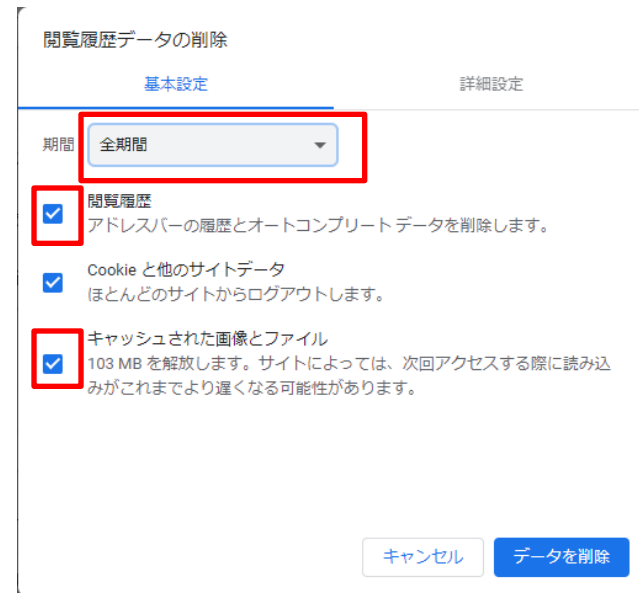 閲覧履歴データの削除
基本設定
詳細設定
期間 全期間
閲覧履歴
アドレスバーの履歴とオートコンプリート データを削除します。
Cookie と他のサイトデータ
ほとんどのサイトからログアウトします。
キャッシュされた画像とファイル
103 MB を解放します。サイトによっては、次回アクセスする際に読み込
みがこれまでより遅くなる可能性があります。
キャンセル
データを削除